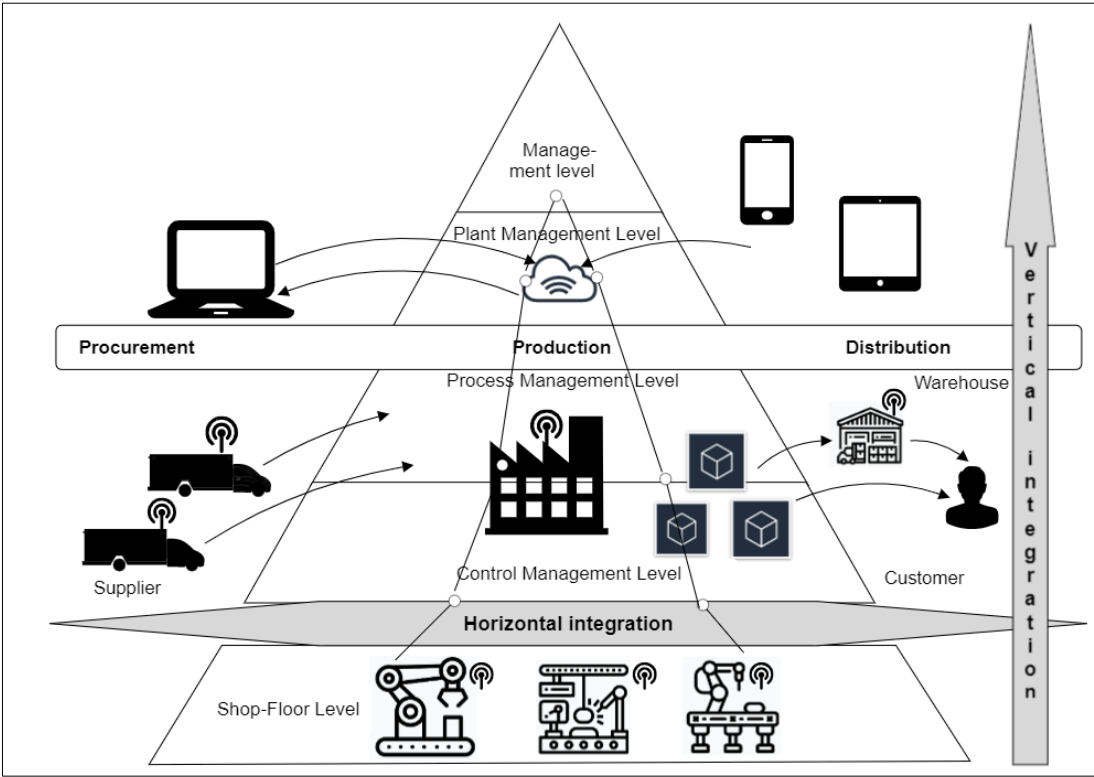 Manage-
ment level
Plant Management Level
Procurement
Production
Distribution
Process Management Level
Warehouse
Supplier
Control Management Level
Customer
Horizontal integration
Shop-Floor Level
Vertical integration